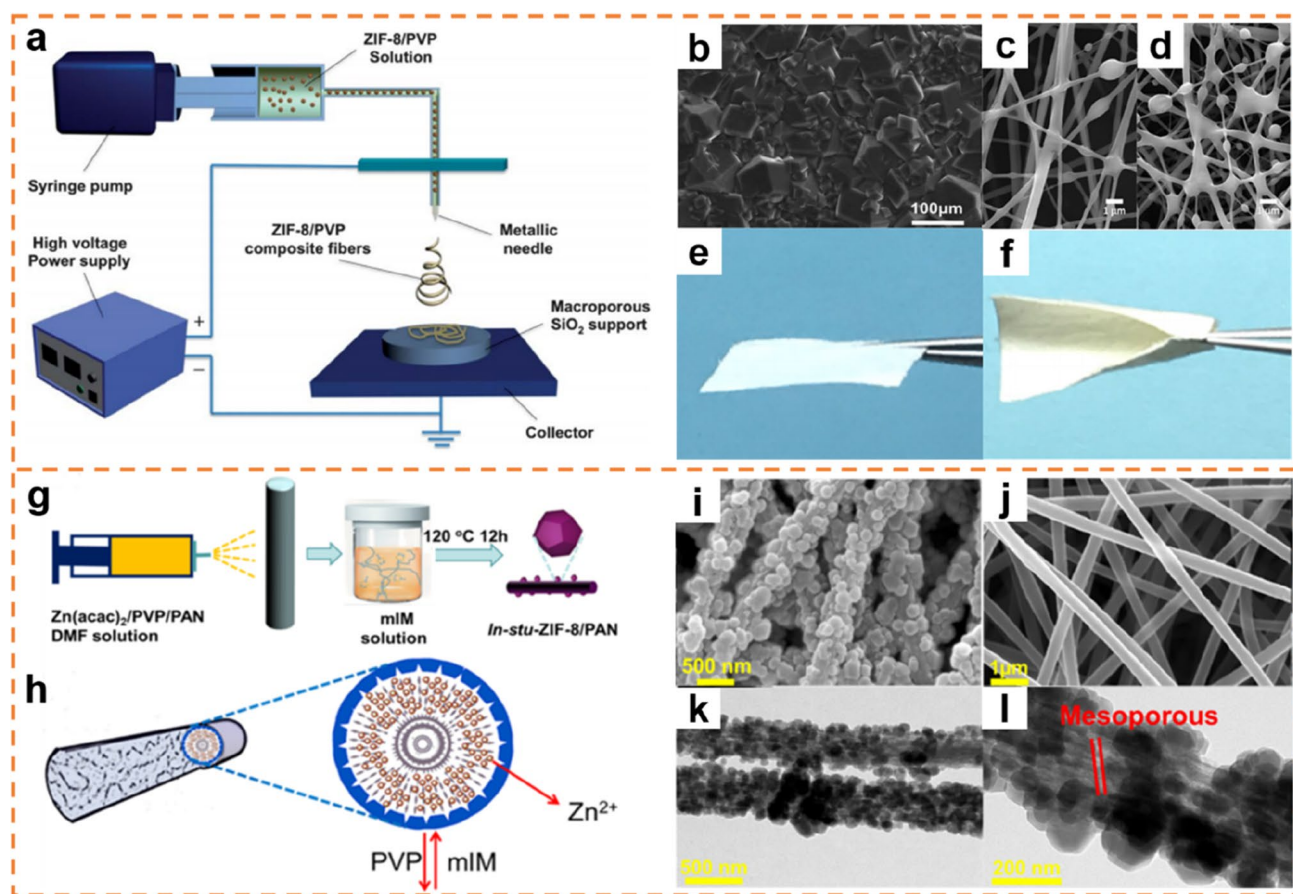 a
ZIF-8/PVP
Solution
Syringe pump
High voltage
Power supply
+
−
ZIF-8/PVP
composite fibers
Metallic
needle
Macroporous
SiO₂ support
Collector
b
100μm
c
1 μm
d
1 μm
e
f
g
Zn(acac)₂/PVP/PAN
DMF solution
mIM
solution
120 °C 12h
In-stu-ZIF-8/PAN
h
Zn²⁺
PVP
mIM
i
500 nm
j
1μm
k
500 nm
l
Mesoporous
200 nm